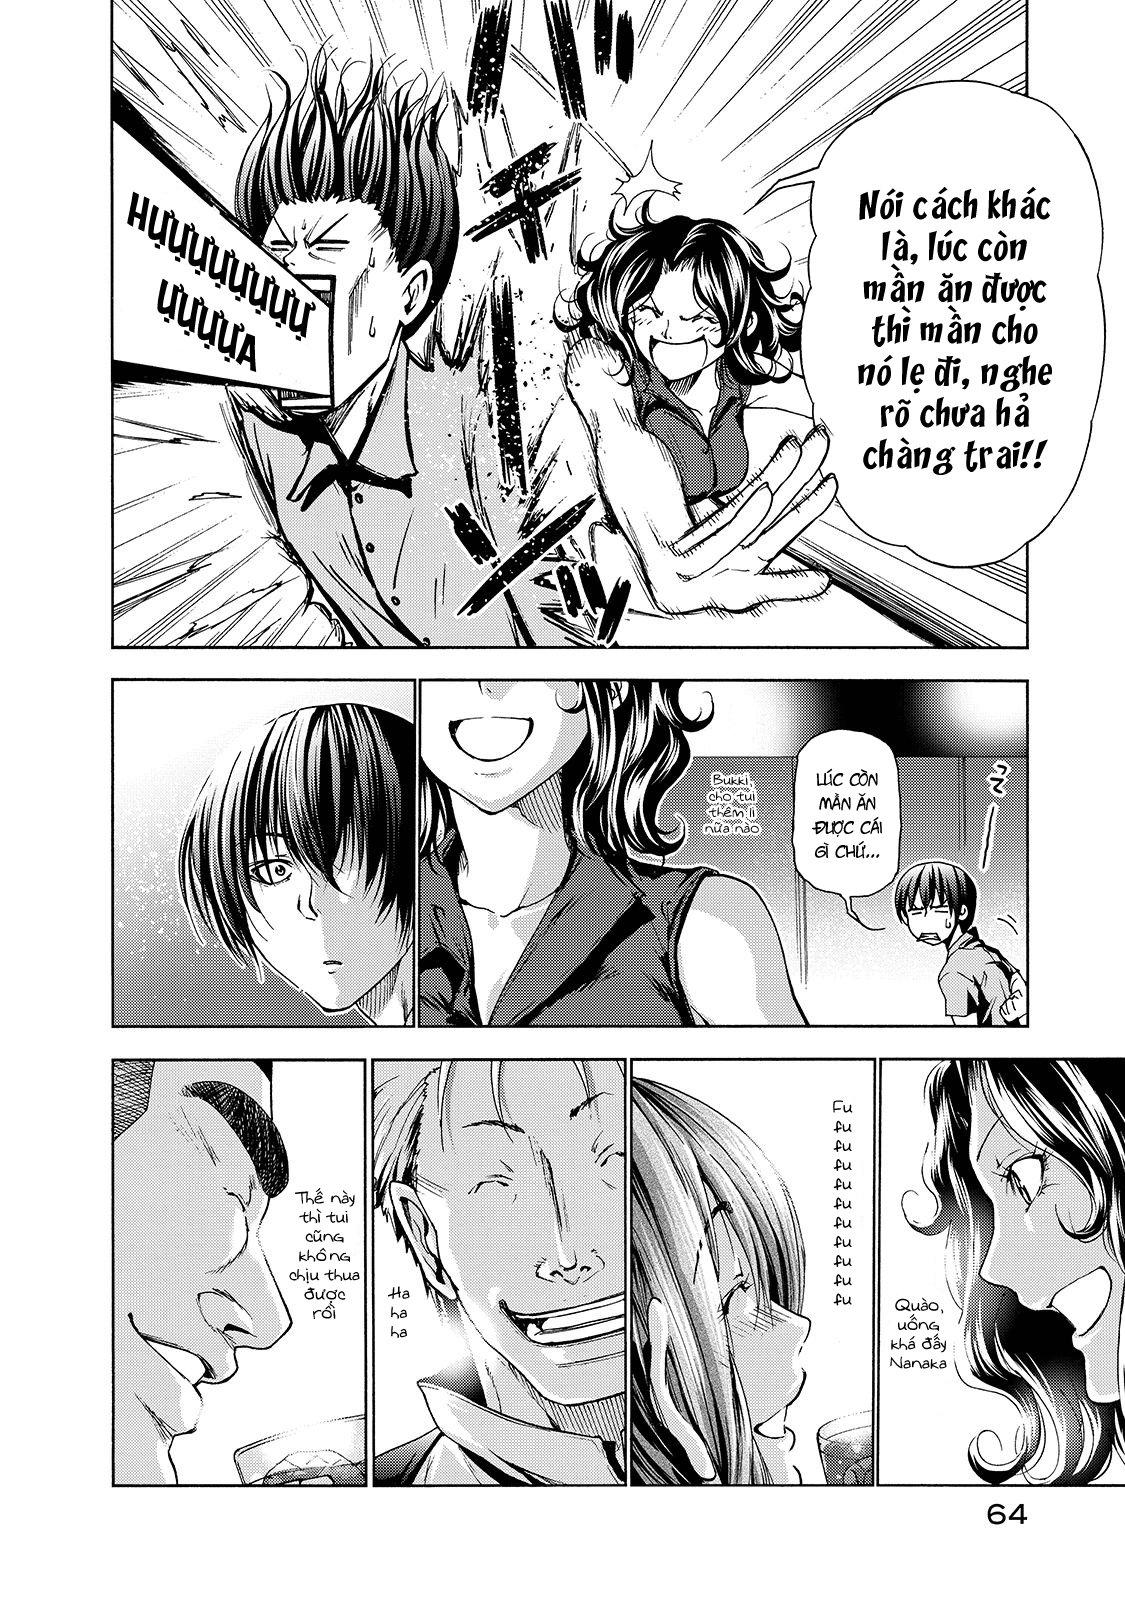 Nói cách khác
là, lúc còn
mần ăn được
thì mần cho
nó lẹ đi, nghe
rõ chưa hả
chàng trai!!
HỰỰỰỰỰỰỰ
ỰỰỰỰA
LÚC CÒN
MẦN ĂN
ĐƯỢC CÁI
GÌ CHỨ...
Bukki,
cho tui
thêm li
nữa nào
Quào,
uống
khá đấy
Nanaka
Fu
fu
fu
fu
fu
fu
fu
fu
fu
fu
fu
Ha
ha
ha
Thế này
thì tui
cũng
không
chịu thua
được
rồi
64